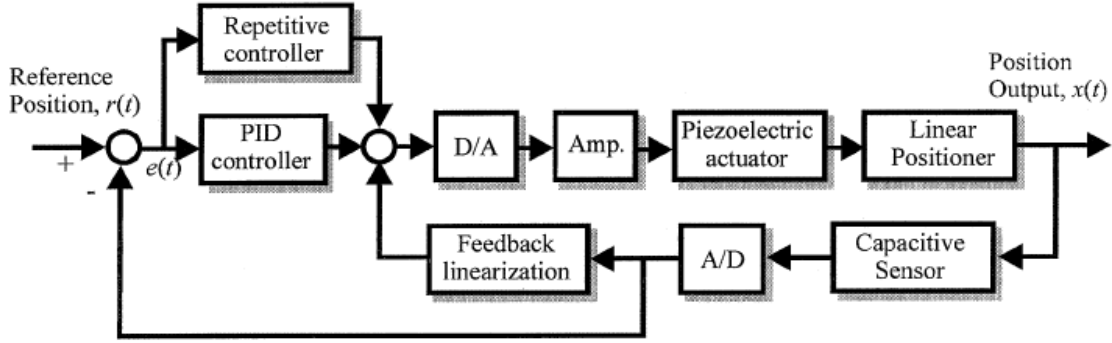 Repetitive
controller
Reference
Position, r(t)
+
-
e(t)
PID
controller
D/A
Amp.
Piezoelectric
actuator
Linear
Positioner
Position
Output, x(t)
Feedback
linearization
A/D
Capacitive
Sensor